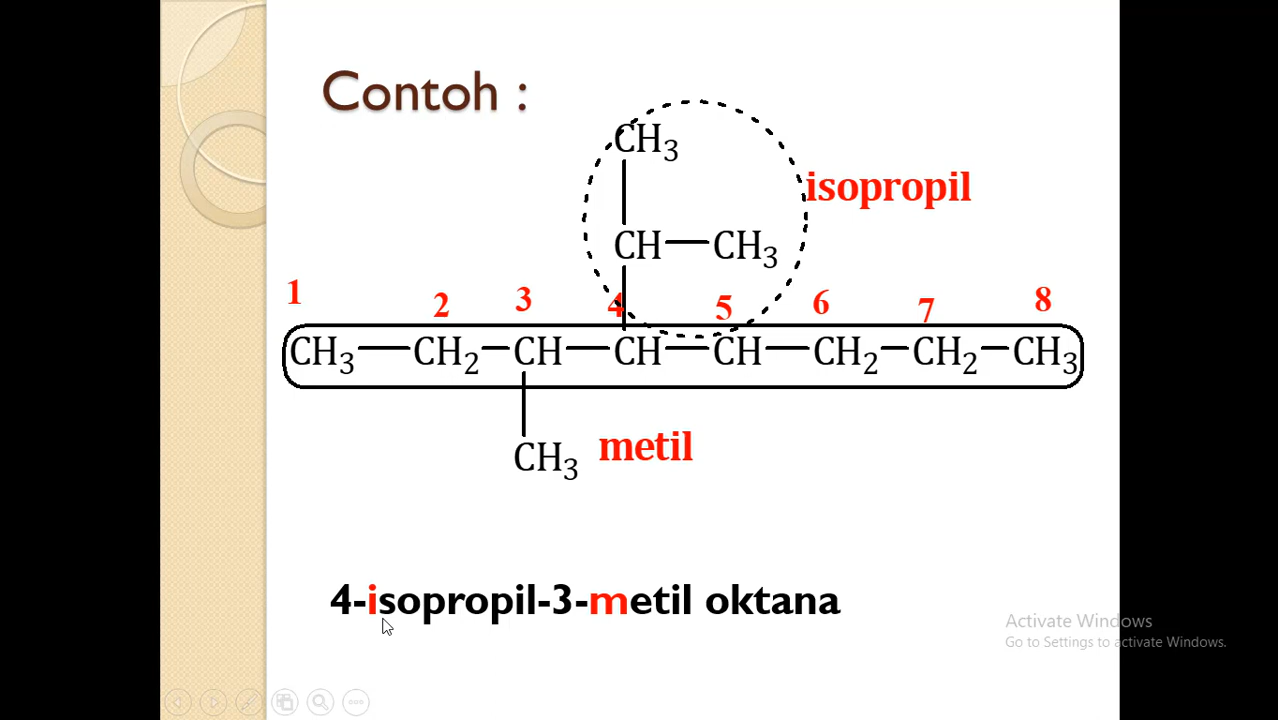 Contoh :
CH3
isopropil
CH—CH3
1 2 3 4 5 6 7 8
CH3—CH2—CH—CH—CH—CH2—CH2—CH3
CH3 metil
4-isopropil-3-metil oktana
Activate Windows
Go to Settings to activate Windows.